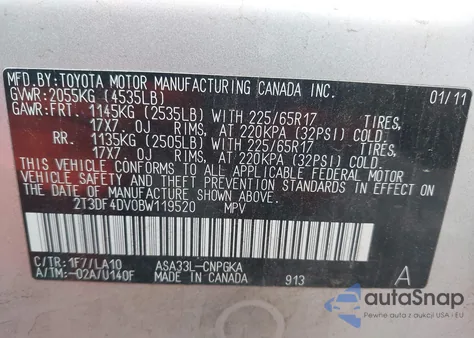 MFD.BY:TOYOTA MOTOR MANUFACTURING CANADA INC.
GVWR:2055KG (4535LB) 01/11
GAWR:FRT. 1145KG (2535LB) WITH 225/65R17
17X7. 0J RIMS, AT 220KPA (32PSI) COLD.
RR. 1135KG (2505LB) WITH 225/65R17
17X7. 0J RIMS, AT 220KPA (32PSI) COLD.
THIS VEHICLE CONFORMS TO ALL APPLICABLE FEDERAL MOTOR
VEHICLE SAFETY AND THEFT PREVENTION STANDARDS IN EFFECT ON
THE DATE OF MANUFACTURE SHOWN ABOVE.
2T3DF4DV0BW119520 MPV
C/TR:1F7/LA10 ASA33L-CNPGKA A
A/TM:-02A/U140F MADE IN CANADA 913
autoSnap
Pewne auto z USA i EU